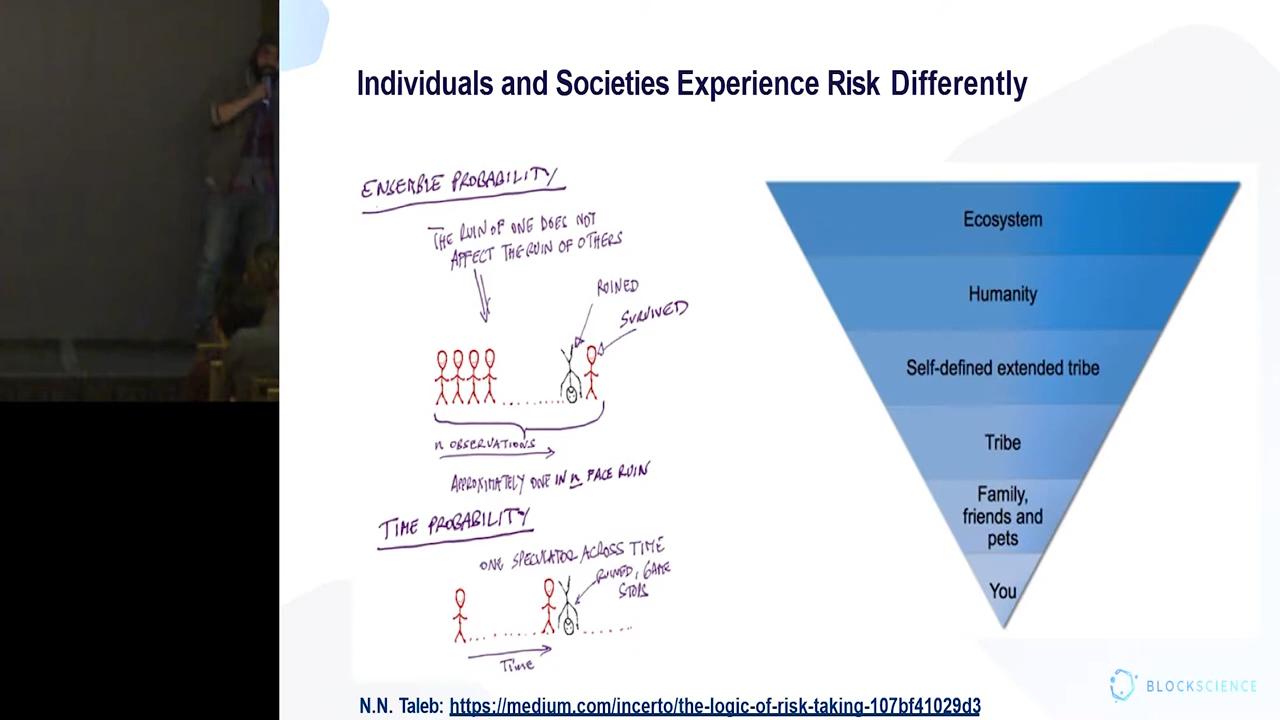 Individuals and Societies Experience Risk Differently
ENSEMBLE PROBABILITY
THE RUIN OF ONE DOES NOT
AFFECT THE RUIN OF OTHERS
RUINED
SURVIVED
n OBSERVATIONS
APPROXIMATELY ONE IN n FACE RUIN
TIME PROBABILITY
ONE SPECULATOR ACROSS TIME
RUINED, GAME
STOPS
Time
Ecosystem
Humanity
Self-defined extended tribe
Tribe
Family,
friends and
pets
You
N.N. Taleb: https://medium.com/incerto/the-logic-of-risk-taking-107bf41029d3
BLOCKSCIENCE